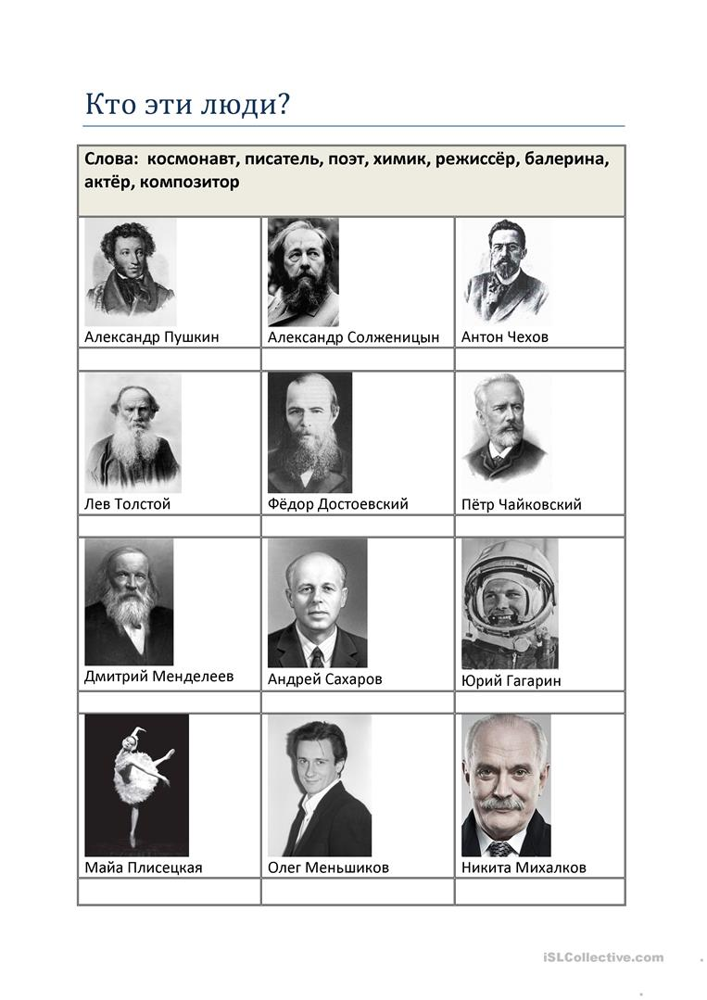 Кто эти люди?
Слова: космонавт, писатель, поэт, химик, режиссёр, балерина,
актёр, композитор
Александр Пушкин
Александр Солженицын
Антон Чехов
Лев Толстой
Фёдор Достоевский
Пётр Чайковский
Дмитрий Менделеев
Андрей Сахаров
Юрий Гагарин
Майа Плисецкая
Олег Меньшиков
Никита Михалков
iSLCollective.com